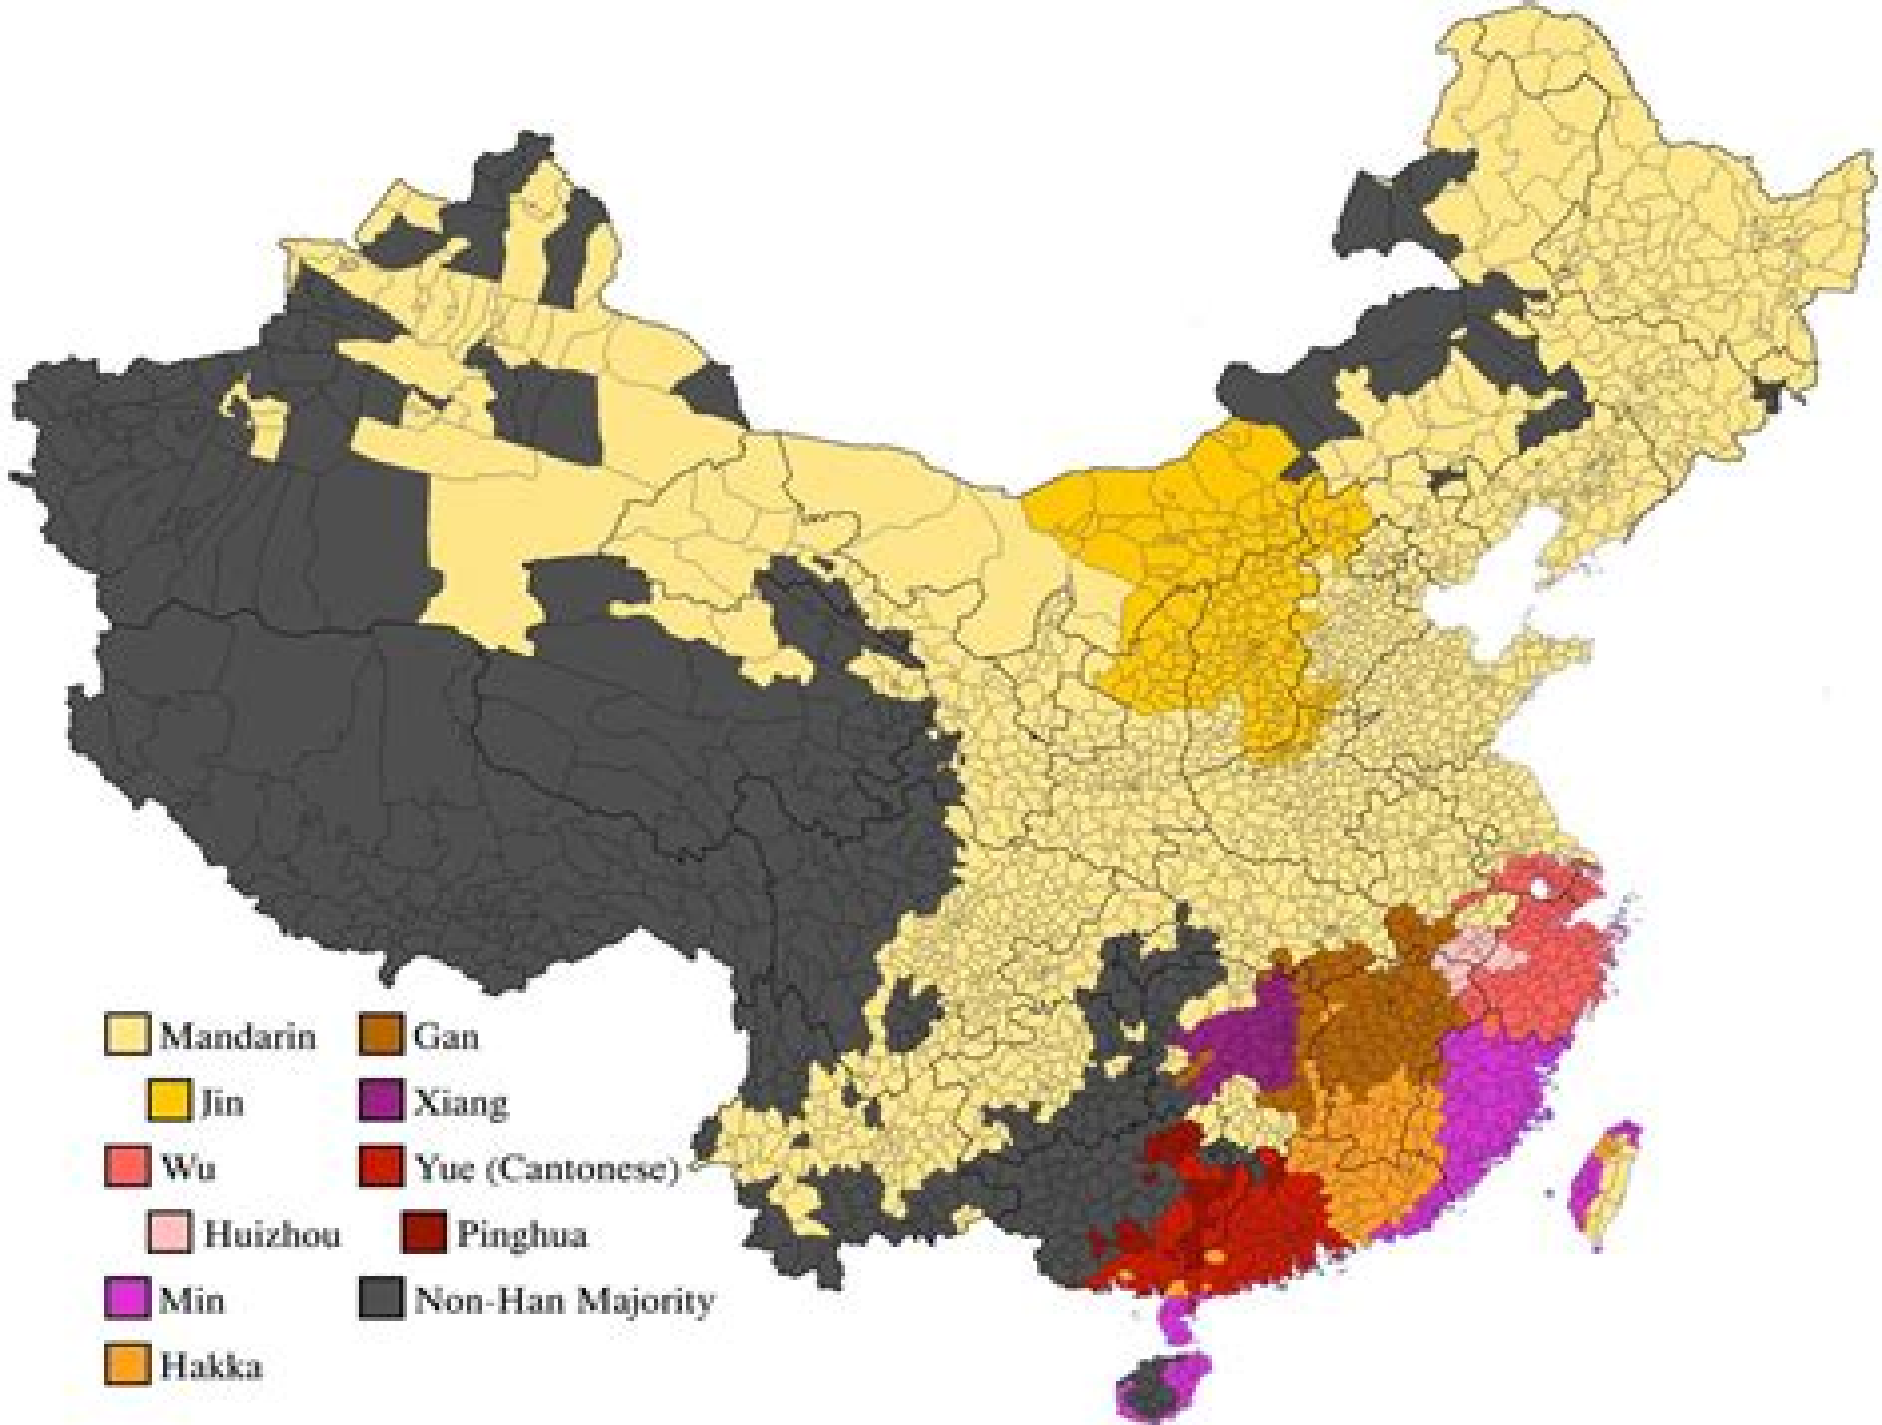 Mandarin
Jin
Wu
Huizhou
Min
Hakka
Gan
Xiang
Yue (Cantonese)
Pinghua
Non-Han Majority